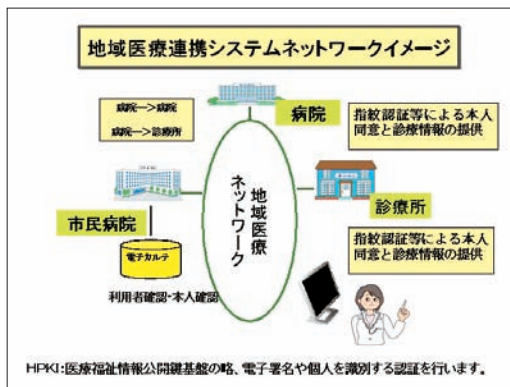 地域医療連携システムネットワークイメージ
病院―>病院
病院―>診療所
病院
指紋認証等による本人
同意と診療情報の提供
地域医療
ネットワーク
市民病院
診療所
電子カルテ
指紋認証等による本人
同意と診療情報の提供
利用者確認・本人確認
HPKI:医療福祉情報公開鍵基盤の略、電子署名や個人を識別する認証を行います。